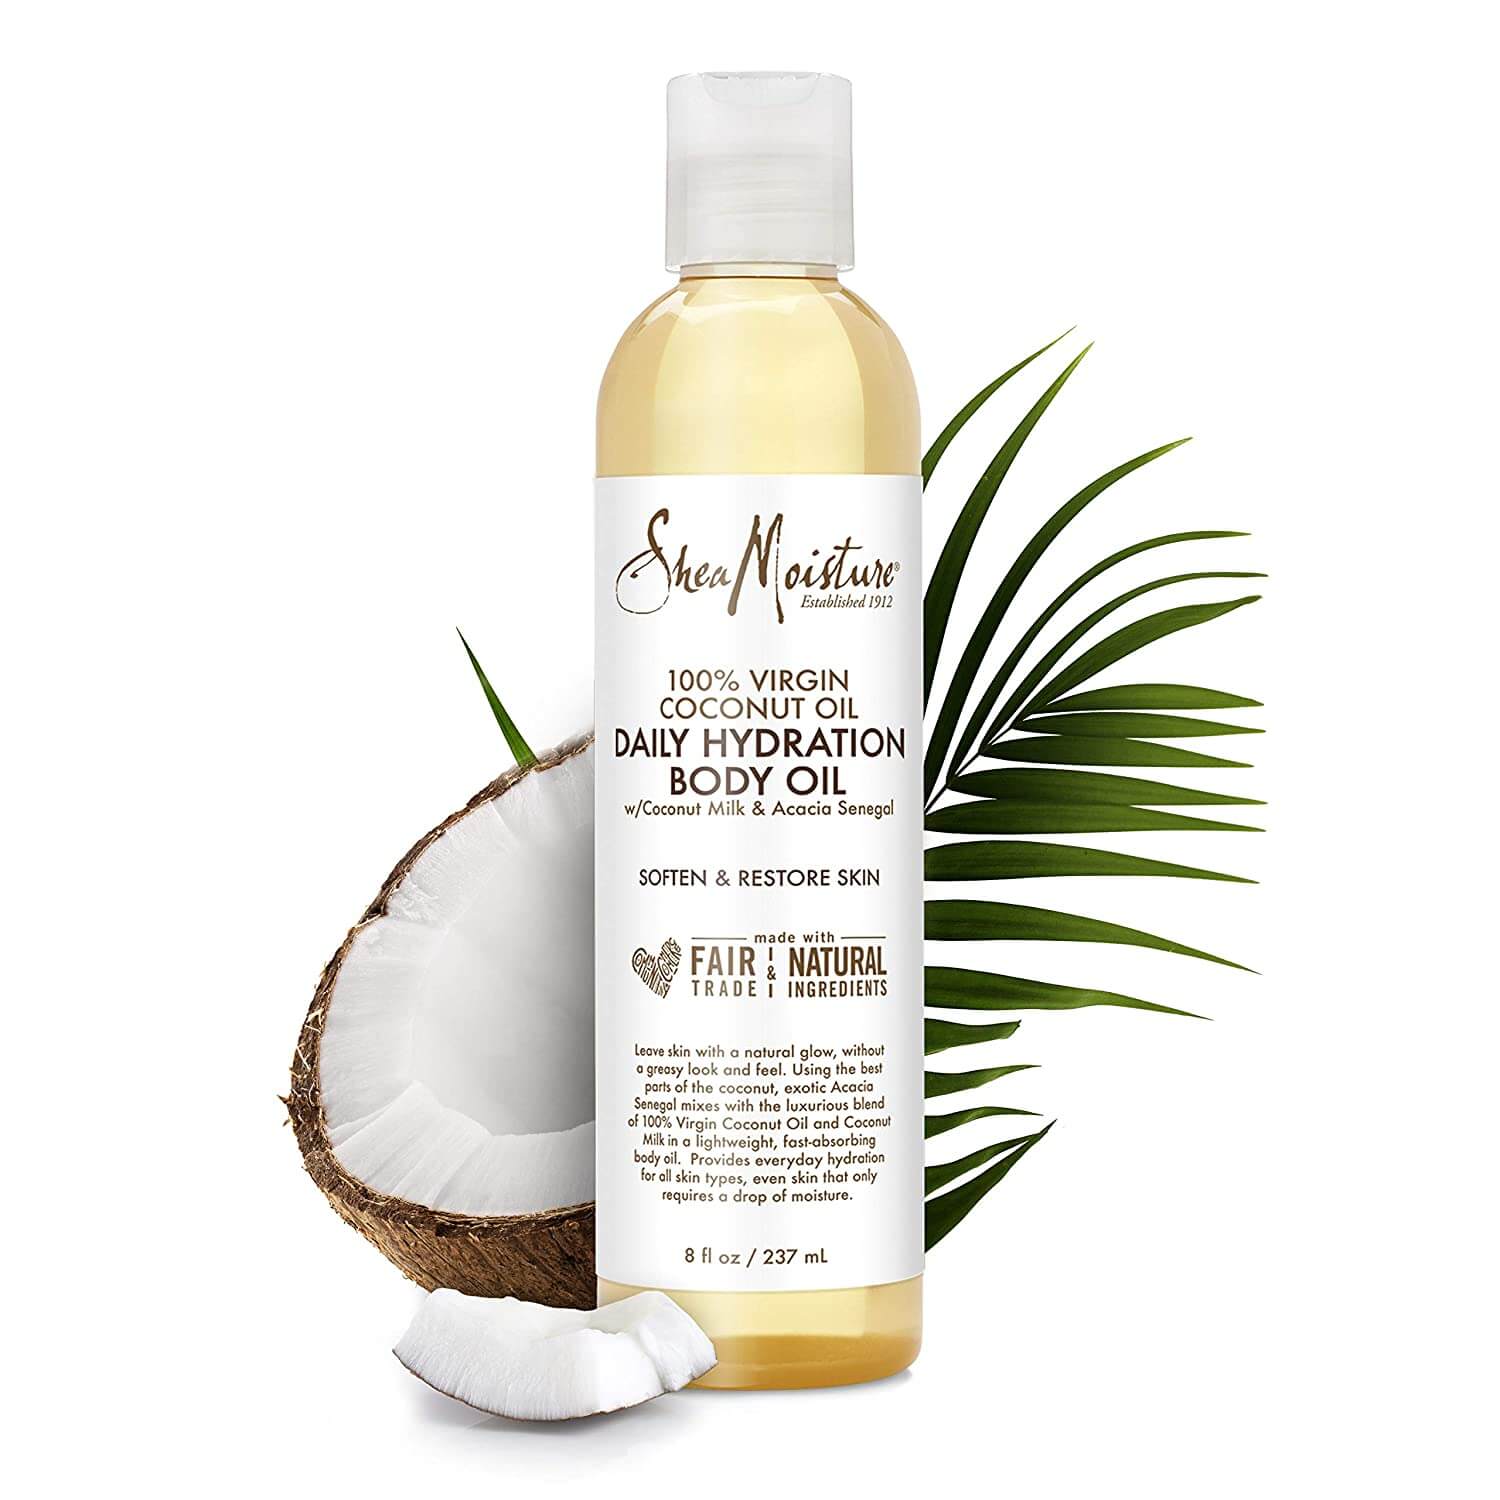 SheaMoisture®
Established 1912
100% VIRGIN
COCONUT OIL
DAILY HYDRATION
BODY OIL
w/Coconut Milk & Acacia Senegal
SOFTEN & RESTORE SKIN
COMMUNITY COMMERCE
made with
FAIR & NATURAL
TRADE INGREDIENTS
Leave skin with a natural glow, without
a greasy look and feel. Using the best
parts of the coconut, exotic Acacia
Senegal mixes with the luxurious blend
of 100% Virgin Coconut Oil and Coconut
Milk in a lightweight, fast-absorbing
body oil. Provides everyday hydration
for all skin types, even skin that only
requires a drop of moisture.
8 fl oz / 237 mL